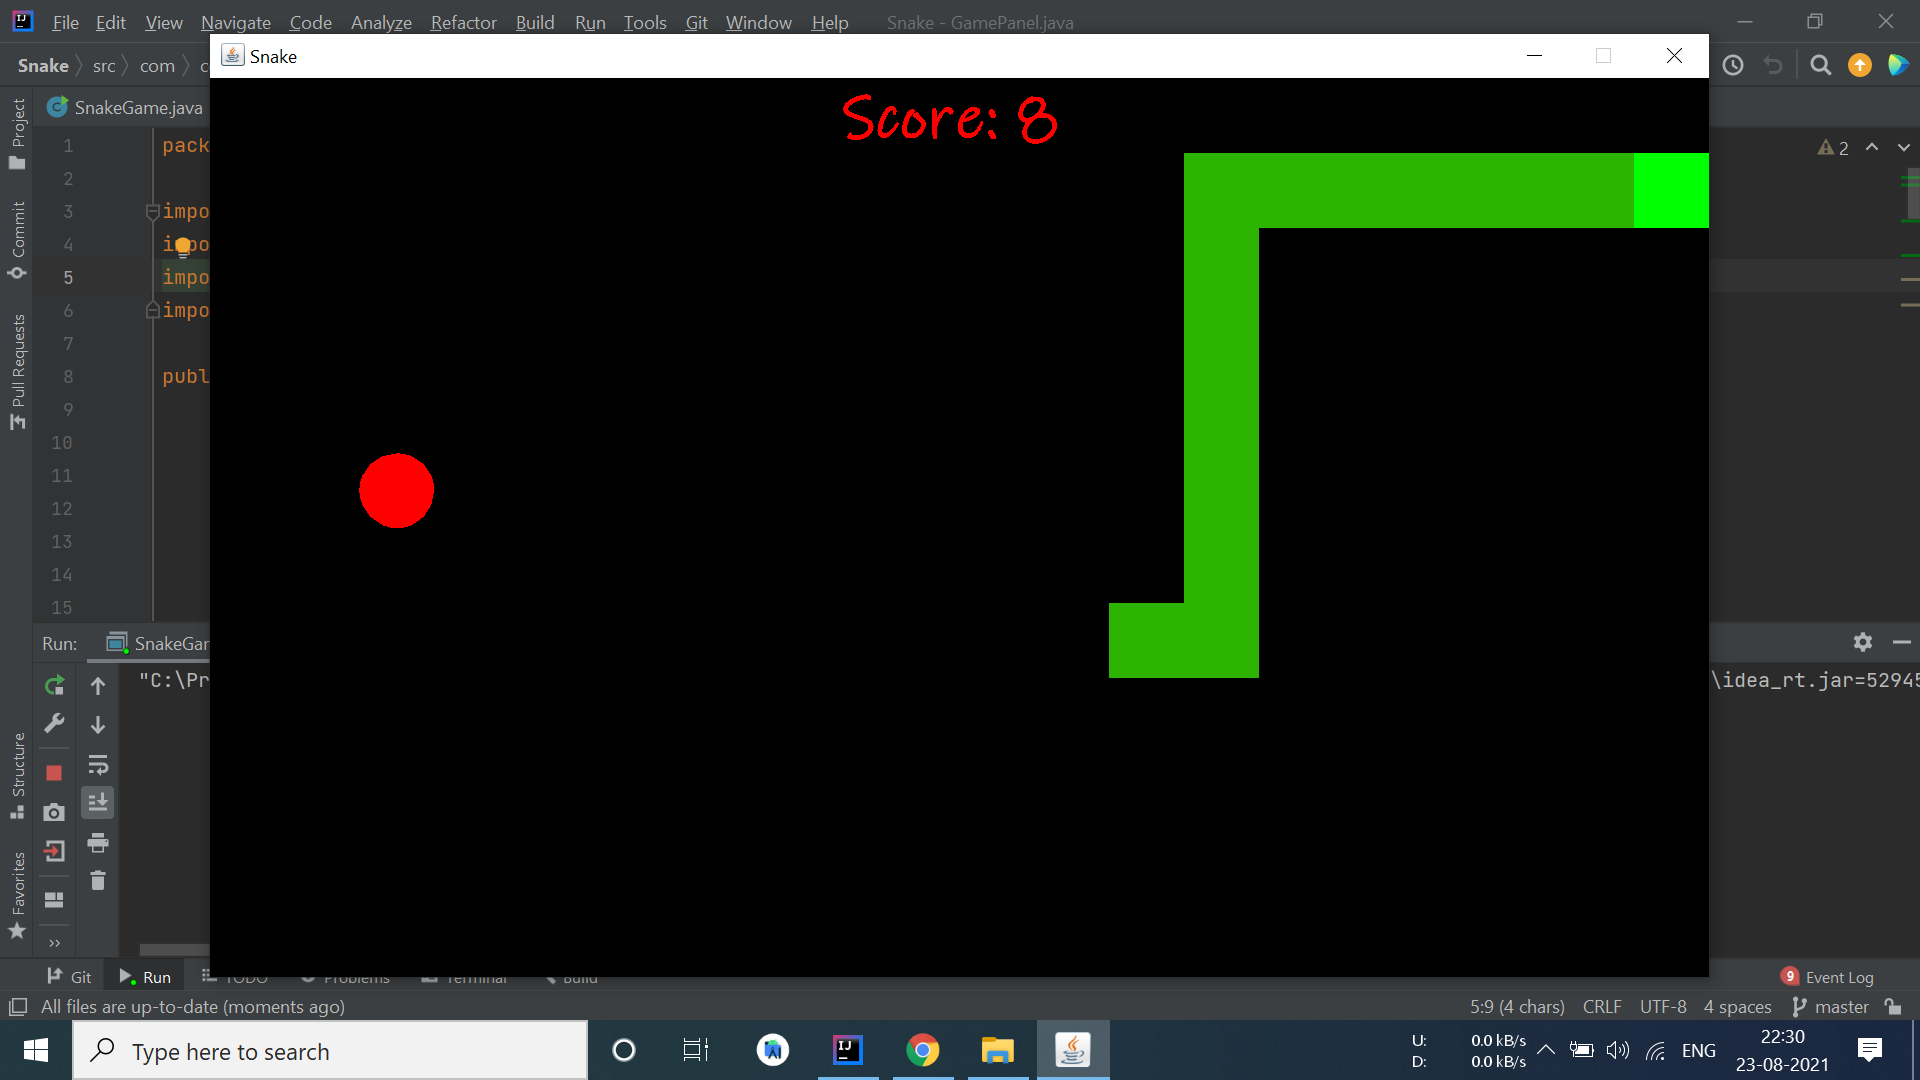 File Edit View Navigate Code Analyze Refactor Build Run Tools Git Window Help Snake - GamePanel.java
Snake
Snake src com c
SnakeGame.java
Score: 8
Project
Commit
Pull Requests
Structure
Favorites
1 pack
2
3 impo
4 impo
5 impo
6 impo
7
8 publ
9
10
11
12
13
14
15
2
Run: SnakeGar
"C:\Pr
\idea_rt.jar=52945
Git Run TODO Problems Terminal Build
9 Event Log
All files are up-to-date (moments ago)
5:9 (4 chars) CRLF UTF-8 4 spaces master
Type here to search
U: 0.0 kB/s
D: 0.0 kB/s
ENG
22:30
23-08-2021